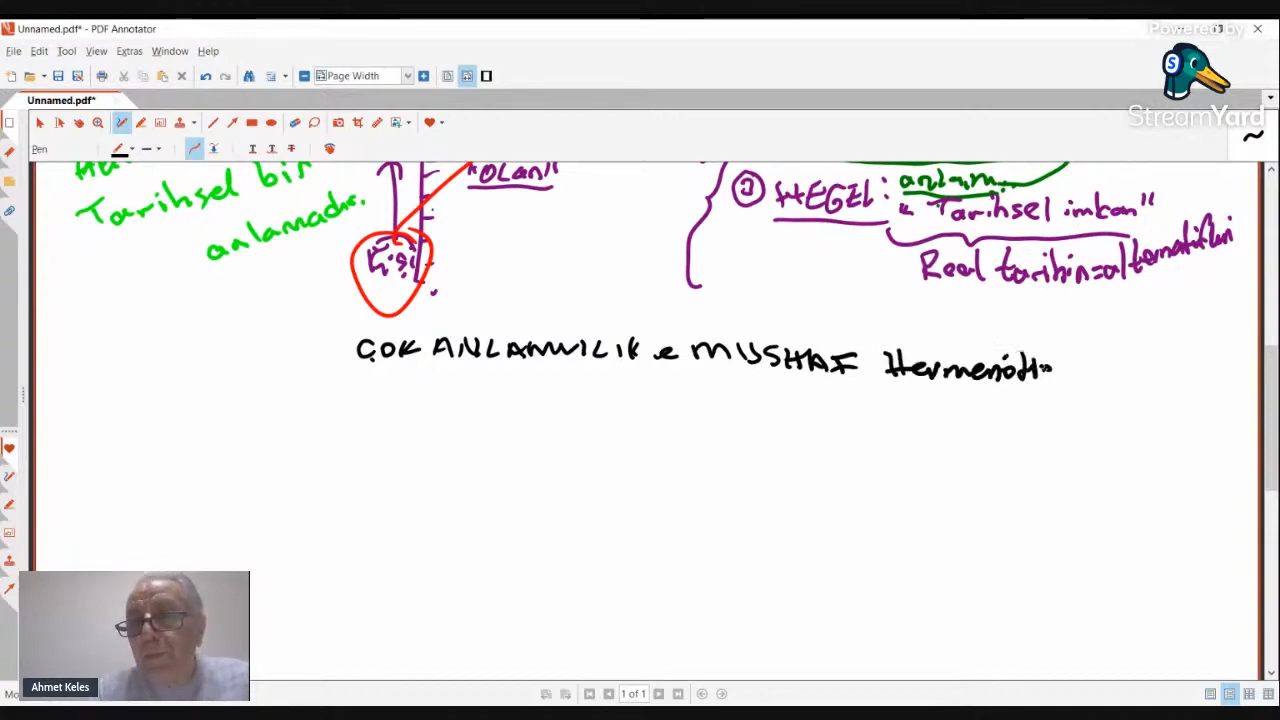 Unnamed.pdf* - PDF Annotator
Powered by
File Edit Tool View Extras Window Help
Page Width
StreamYard
Unnamed.pdf*
Pen
Tarihsel bir
anlamadır.
"OLan"
Kişi
② HEGEL: anlam
"Tarihsel imkan"
Real tarihin=alternatifleri
ÇOK ANLAMLILIK e MUSHAF Hermenöti
Ahmet Keles
1 of 1